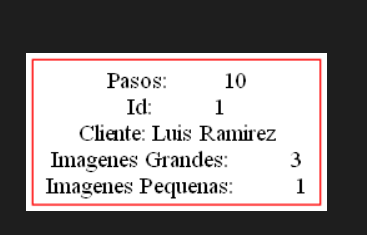 Pasos: 10
Id: 1
Cliente: Luis Ramirez
Imagenes Grandes: 3
Imagenes Pequenas: 1